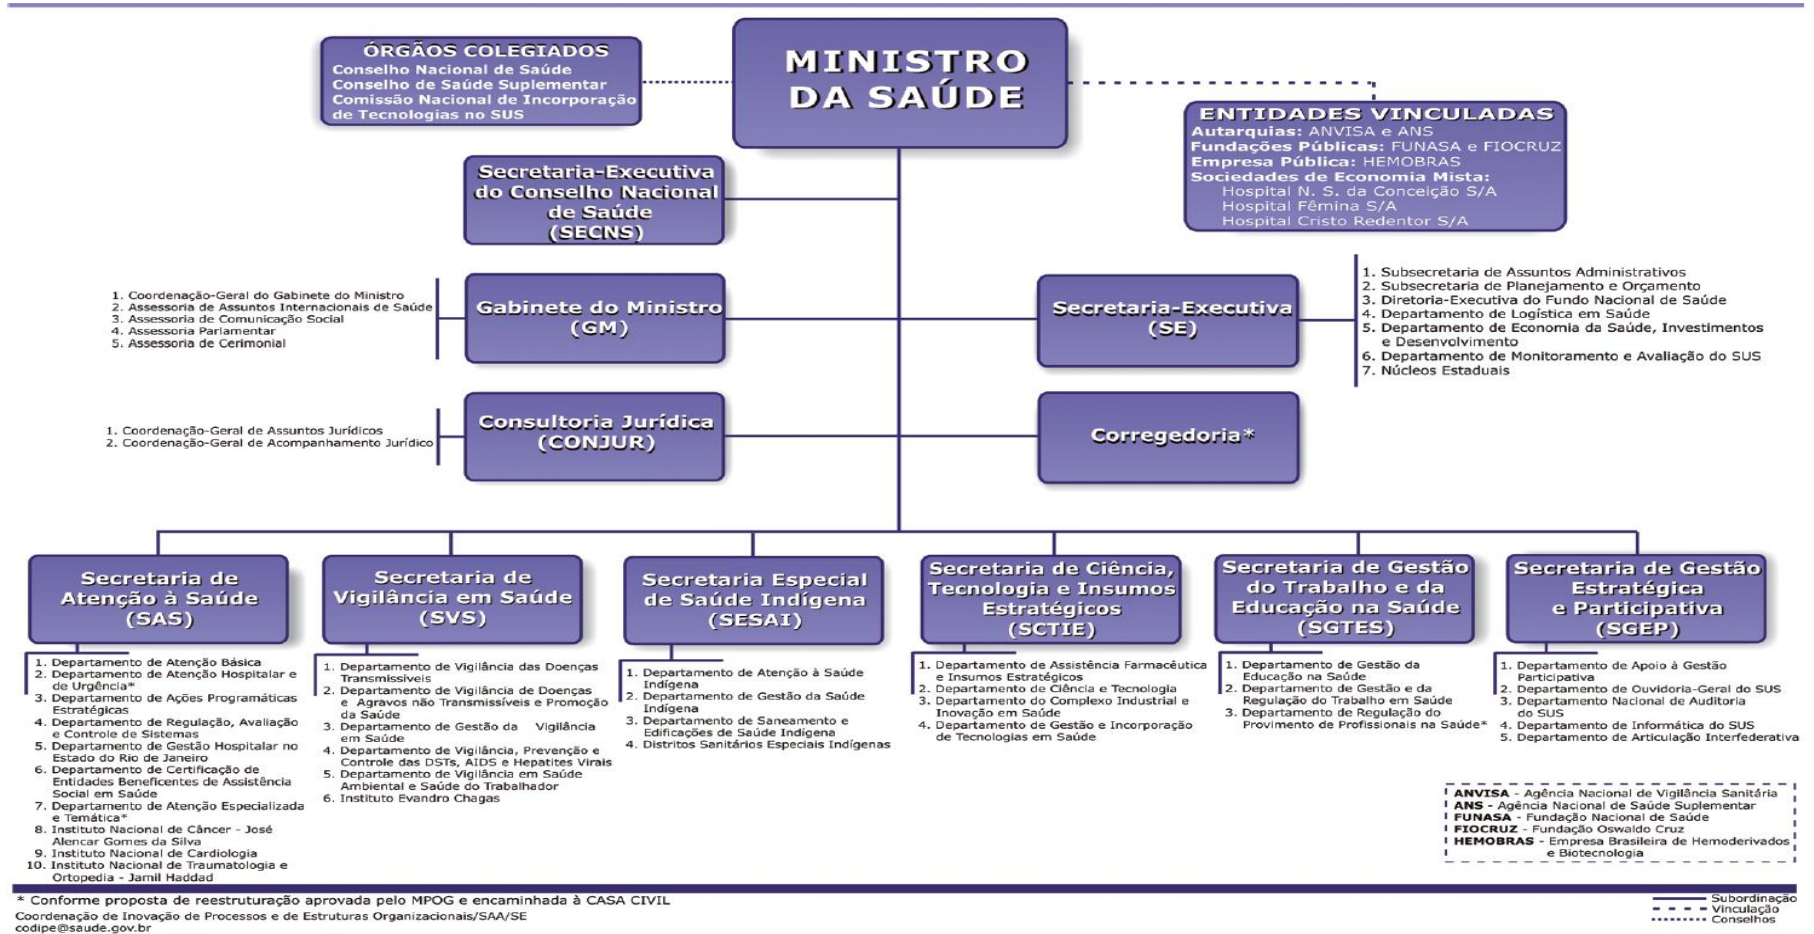 MINISTRO
DA SAÚDE
ÓRGÃOS COLEGIADOS
Conselho Nacional de Saúde
Conselho de Saúde Suplementar
Comissão Nacional de Incorporação
de Tecnologias no SUS
ENTIDADES VINCULADAS
Autarquias: ANVISA e ANS
Fundações Públicas: FUNASA e FIOCRUZ
Empresa Pública: HEMOBRAS
Sociedades de Economia Mista:
Hospital N. S. da Conceição S/A
Hospital Fêmina S/A
Hospital Cristo Redentor S/A
Secretaria-Executiva
do Conselho Nacional
de Saúde
(SECNS)
1. Coordenação-Geral do Gabinete do Ministro
2. Assessoria de Assuntos Internacionais de Saúde
3. Assessoria de Comunicação Social
4. Assessoria Parlamentar
5. Assessoria de Cerimonial
Gabinete do Ministro
(GM)
Secretaria-Executiva
(SE)
1. Subsecretaria de Assuntos Administrativos
2. Subsecretaria de Planejamento e Orçamento
3. Diretoria-Executiva do Fundo Nacional de Saúde
4. Departamento de Logística em Saúde
5. Departamento de Economia da Saúde, Investimentos
e Desenvolvimento
6. Departamento de Monitoramento e Avaliação do SUS
7. Núcleos Estaduais
1. Coordenação-Geral de Assuntos Jurídicos
2. Coordenação-Geral de Acompanhamento Jurídico
Consultoria Jurídica
(CONJUR)
Corregedoria*
Secretaria de
Atenção à Saúde
(SAS)
1. Departamento de Atenção Básica
2. Departamento de Atenção Hospitalar e
de Urgência*
3. Departamento de Ações Programáticas
Estratégicas
4. Departamento de Regulação, Avaliação
e Controle de Sistemas
5. Departamento de Gestão Hospitalar no
Estado do Rio de Janeiro
6. Departamento de Certificação de
Entidades Beneficentes de Assistência
Social em Saúde
7. Departamento de Atenção Especializada
e Temática*
8. Instituto Nacional de Câncer - José
Alencar Gomes da Silva
9. Instituto Nacional de Cardiologia
10. Instituto Nacional de Traumatologia e
Ortopedia - Jamil Haddad
Secretaria de
Vigilância em Saúde
(SVS)
1. Departamento de Vigilância das Doenças
Transmissíveis
2. Departamento de Vigilância de Doenças
e Agravos não Transmissíveis e Promoção
da Saúde
3. Departamento de Gestão da Vigilância
em Saúde
4. Departamento de Vigilância, Prevenção e
Controle das DSTs, AIDS e Hepatites Virais
5. Departamento de Vigilância em Saúde
Ambiental e Saúde do Trabalhador
6. Instituto Evandro Chagas
Secretaria Especial
de Saúde Indígena
(SESAI)
1. Departamento de Atenção à Saúde
Indígena
2. Departamento de Gestão da Saúde
Indígena
3. Departamento de Saneamento e
Edificações de Saúde Indígena
4. Distritos Sanitários Especiais Indígenas
Secretaria de Ciência,
Tecnologia e Insumos
Estratégicos
(SCTIE)
1. Departamento de Assistência Farmacêutica
e Insumos Estratégicos
2. Departamento de Ciência e Tecnologia
3. Departamento do Complexo Industrial e
Inovação em Saúde
4. Departamento de Gestão e Incorporação
de Tecnologias em Saúde
Secretaria de Gestão
do Trabalho e da
Educação na Saúde
(SGTES)
1. Departamento de Gestão da
Educação na Saúde
2. Departamento de Gestão e da
Regulação do Trabalho em Saúde
3. Departamento de Regulação do
Provimento de Profissionais na Saúde*
Secretaria de Gestão
Estratégica
e Participativa
(SGEP)
1. Departamento de Apoio à Gestão
Participativa
2. Departamento de Ouvidoria-Geral do SUS
3. Departamento Nacional de Auditoria
do SUS
4. Departamento de Informática do SUS
5. Departamento de Articulação Interfederativa
ANVISA - Agência Nacional de Vigilância Sanitária
ANS - Agência Nacional de Saúde Suplementar
FUNASA - Fundação Nacional de Saúde
FIOCRUZ - Fundação Oswaldo Cruz
HEMOBRAS - Empresa Brasileira de Hemoderivados
e Biotecnologia
* Conforme proposta de reestruturação aprovada pelo MPOG e encaminhada à CASA CIVIL
Coordenação de Inovação de Processos e de Estruturas Organizacionais/SAA/SE
codipe@saude.gov.br
Subordinação
Vinculação
Conselhos